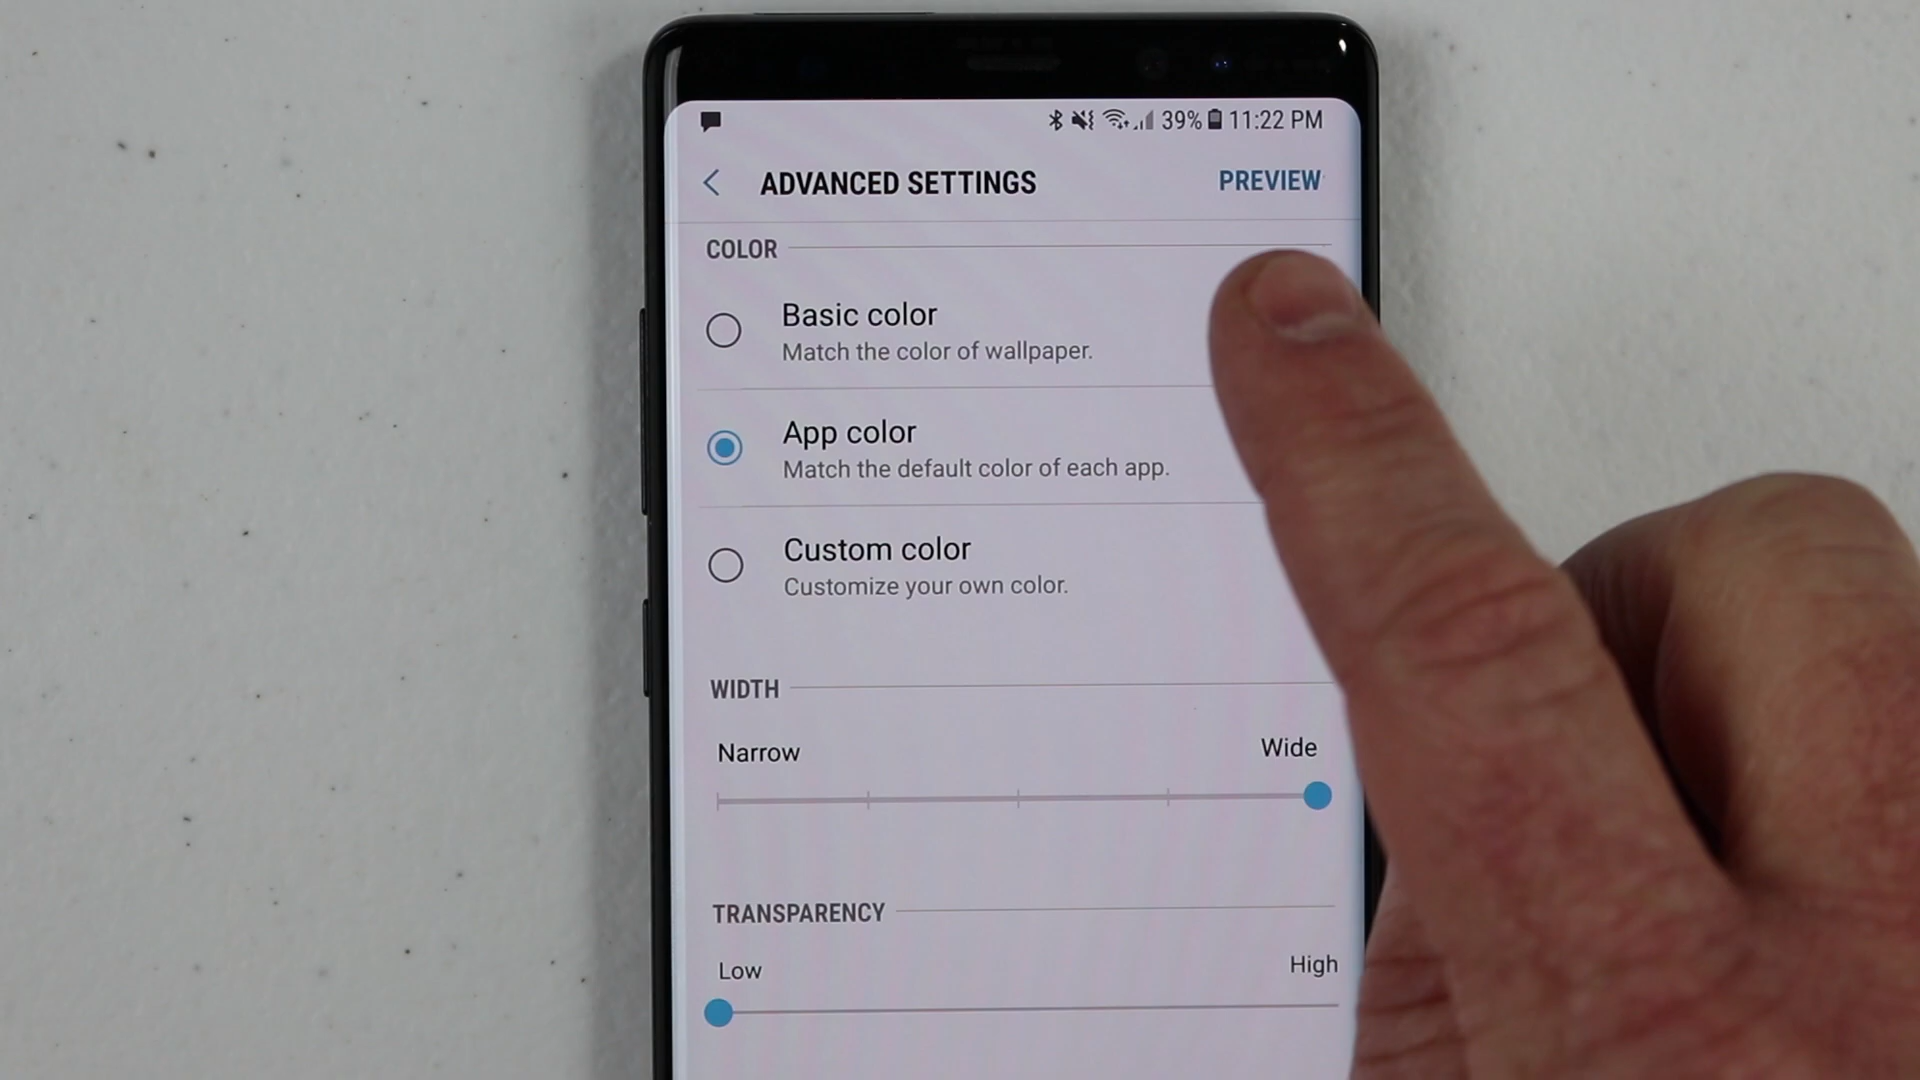 39% 11:22 PM
ADVANCED SETTINGS PREVIEW
COLOR
Basic color
Match the color of wallpaper.
App color
Match the default color of each app.
Custom color
Customize your own color.
WIDTH
Narrow Wide
TRANSPARENCY
Low High